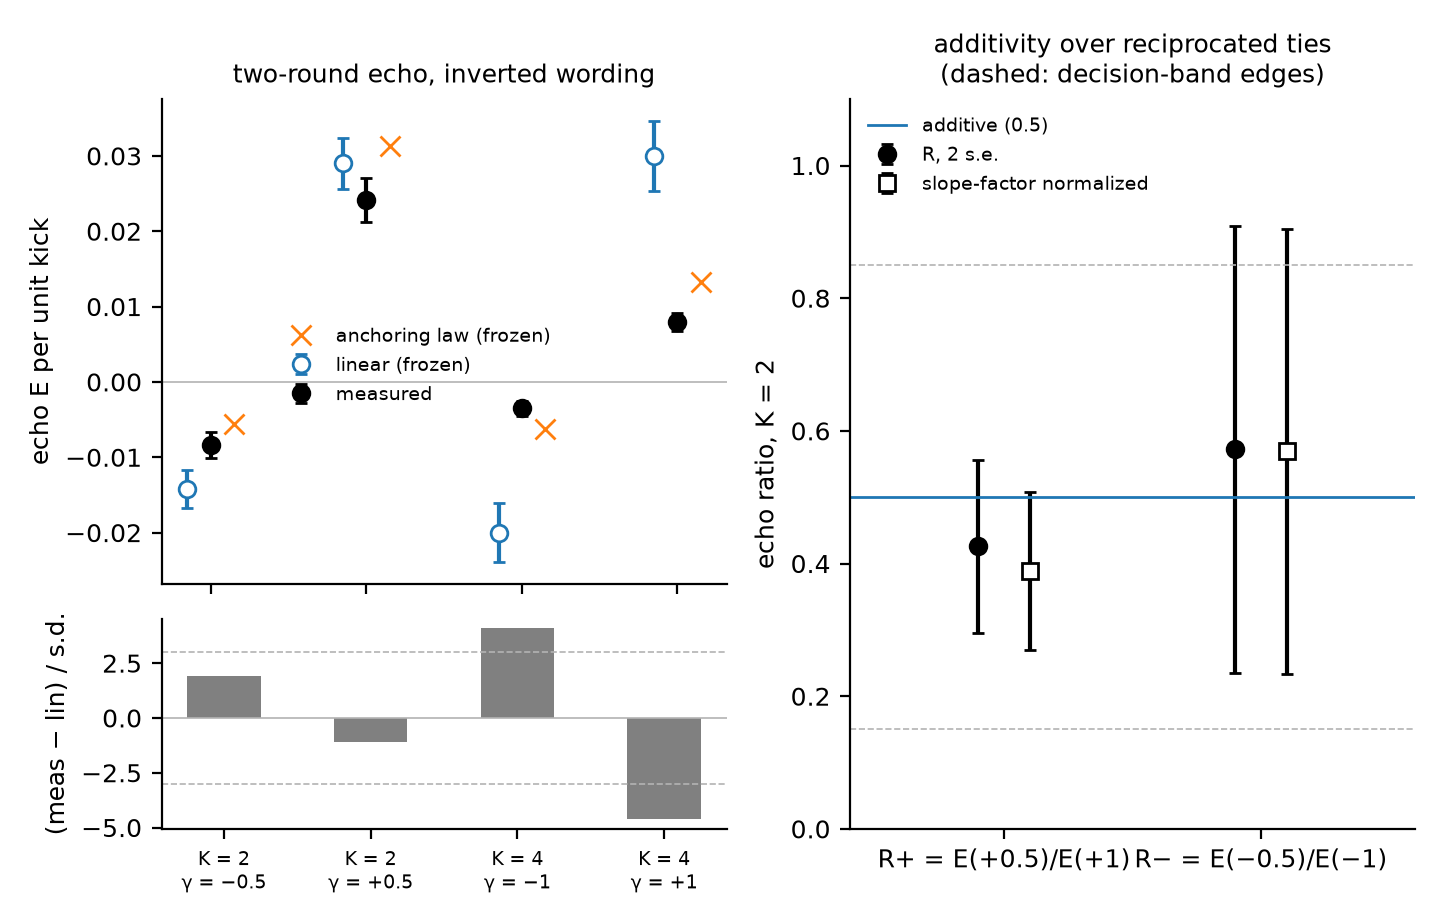 two-round echo, inverted wording
echo E per unit kick
0.03
0.02
0.01
0.00
−0.01
−0.02
anchoring law (frozen)
linear (frozen)
measured
(meas − lin) / s.d.
2.5
0.0
−2.5
−5.0
K = 2
γ = −0.5
K = 2
γ = +0.5
K = 4
γ = −1
K = 4
γ = +1
additivity over reciprocated ties
(dashed: decision-band edges)
echo ratio, K = 2
1.0
0.8
0.6
0.4
0.2
0.0
additive (0.5)
R, 2 s.e.
slope-factor normalized
R+ = E(+0.5)/E(+1)
R− = E(−0.5)/E(−1)